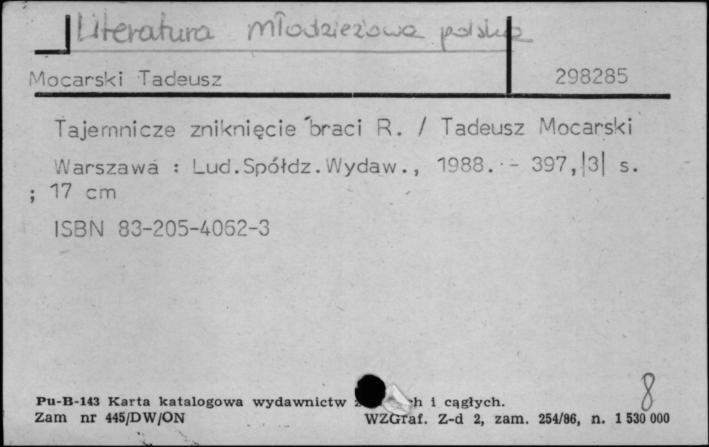 Literatura młodzieżowa polska
Mocarski Tadeusz 298285
Tajemnicze zniknięcie braci R. / Tadeusz Mocarski
Warszawa : Lud.Spółdz.Wydaw., 1988. - 397,|3| s.
; 17 cm
ISBN 83-205-4062-3
8
Pu-B-143 Karta katalogowa wydawnictw i cągłych.
Zam nr 445/DW/ON WZGraf. Z-d 2, zam. 254/86, n. 1 530 000